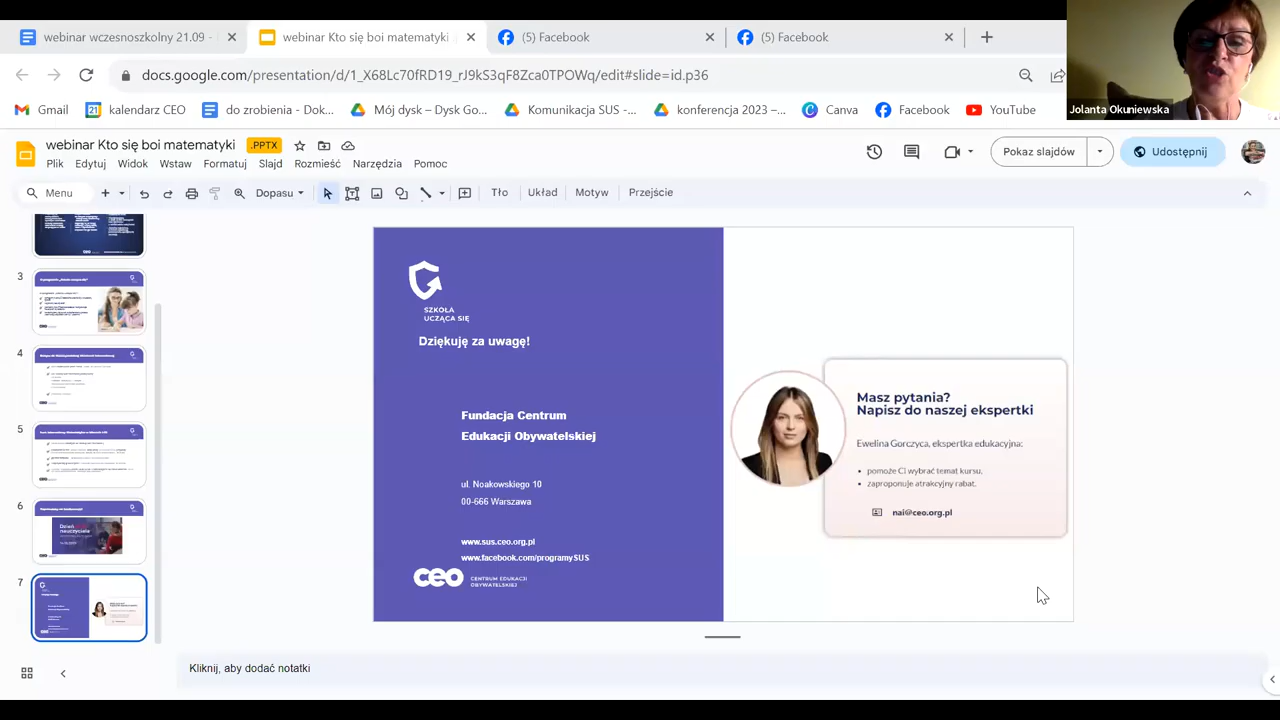 webinar wczesnoszkolny 21.09 -
webinar Kto się boi matematyki
(5) Facebook
(5) Facebook
docs.google.com/presentation/d/1_X68Lc70fRD19_rJ9kS3qF8Zca0TPOWq/edit#slide=id.p36
Gmail
kalendarz CEO
do zrobienia - Dok...
Mój dysk – Dysk Go...
Komunikacja SUS -...
konferencja 2023 –...
Canva
Facebook
YouTube
Jolanta Okuniewska
webinar Kto się boi matematyki
.PPTX
Plik Edytuj Widok Wstaw Formatuj Slajd Rozmieść Narzędzia Pomoc
Pokaz slajdów
Udostępnij
Menu
Dopasuj
Tło
Układ
Motyw
Przejście
3
4
5
6
7
SZKOŁA
UCZĄCA SIĘ
Dziękuję za uwagę!
Fundacja Centrum
Edukacji Obywatelskiej
ul. Noakowskiego 10
00-666 Warszawa
www.sus.ceo.org.pl
www.facebook.com/programySUS
ceo
CENTRUM EDUKACJI
OBYWATELSKIEJ
Masz pytania?
Napisz do naszej ekspertki
Ewelina Gorczyca, ekspertka edukacyjna:
• pomoże Ci wybrać temat kursu,
• zaproponuje atrakcyjny rabat.
nai@ceo.org.pl
Kliknij, aby dodać notatki